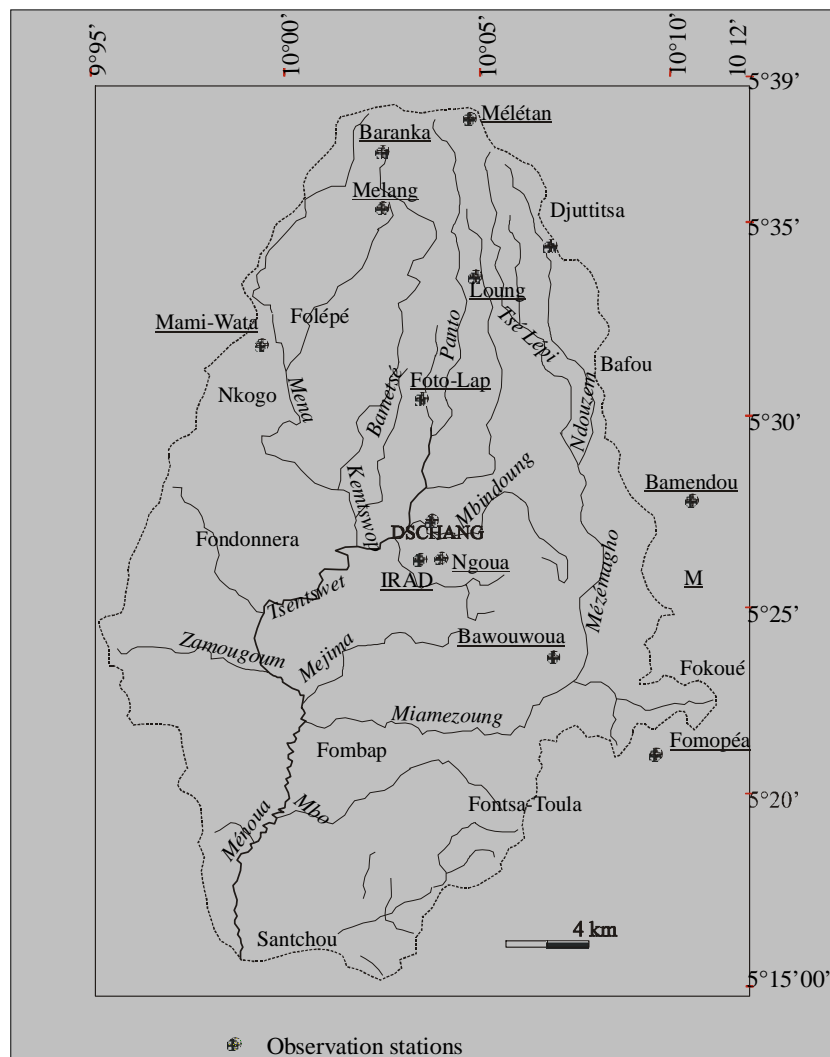 9°95’
10°00’
10°05’
10°10’
10 12’
5°39’
Mélétan
Baranka
Melang
Djuttitsa
5°35’
Loung
Mami-Wata
Folépé
Panto
Tsé Lépi
Bafou
Nkogo
Mena
Bametsé
Foto-Lap
Ndouzem
5°30’
Kemtswop
Mbindoung
Bamendou
DSCHANG
Fondonnera
Ngoua
IRAD
M
Tsentswet
Mézémagho
5°25’
Zamougoum
Mejima
Bawouwoua
Fokoué
Miamezoung
Fombap
Fomopéa
5°20’
Ménoua
Mbo
Fontsa-Toula
Santchou
4 km
5°15’00’
Observation stations